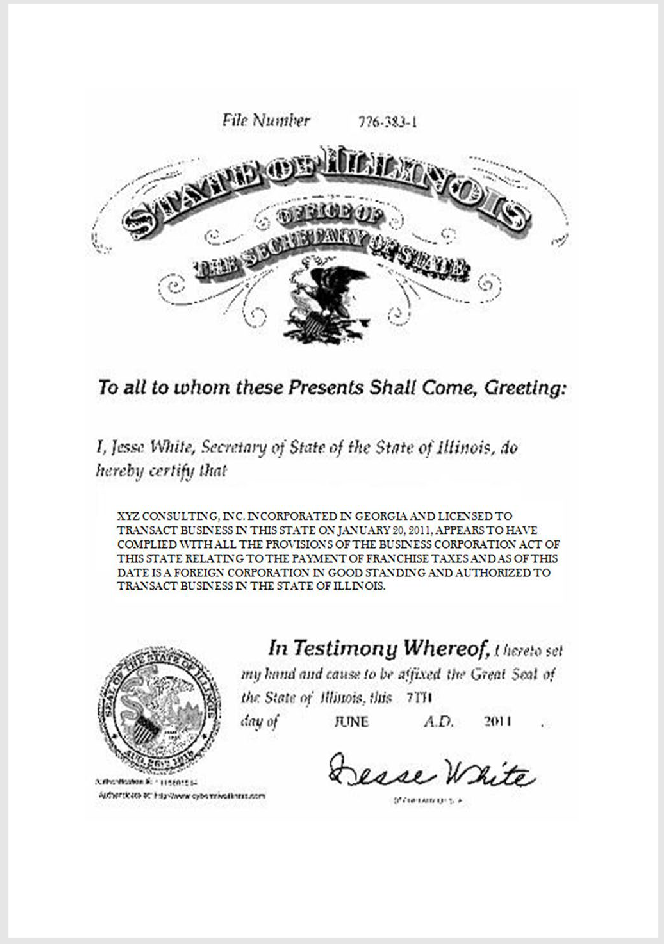 File Number 776-383-1
STATE OF ILLINOIS
OFFICE OF
THE SECRETARY OF STATE
To all to whom these Presents Shall Come, Greeting:
I, Jesse White, Secretary of State of the State of Illinois, do
hereby certify that
XYZ CONSULTING, INC. INCORPORATED IN GEORGIA AND LICENSED TO
TRANSACT BUSINESS IN THIS STATE ON JANUARY 20, 2011, APPEARS TO HAVE
COMPLIED WITH ALL THE PROVISIONS OF THE BUSINESS CORPORATION ACT OF
THIS STATE RELATING TO THE PAYMENT OF FRANCHISE TAXES AND AS OF THIS
DATE IS A FOREIGN CORPORATION IN GOOD STANDING AND AUTHORIZED TO
TRANSACT BUSINESS IN THE STATE OF ILLINOIS.
SEAL OF THE STATE OF ILLINOIS
AUG. 26TH 1818
In Testimony Whereof, I hereto set
my hand and cause to be affixed the Great Seal of
the State of Illinois, this 7TH
day of JUNE A.D. 2011 .
Jesse White
Authentication #:
Authenticate at: http://www.cyberdriveillinois.com